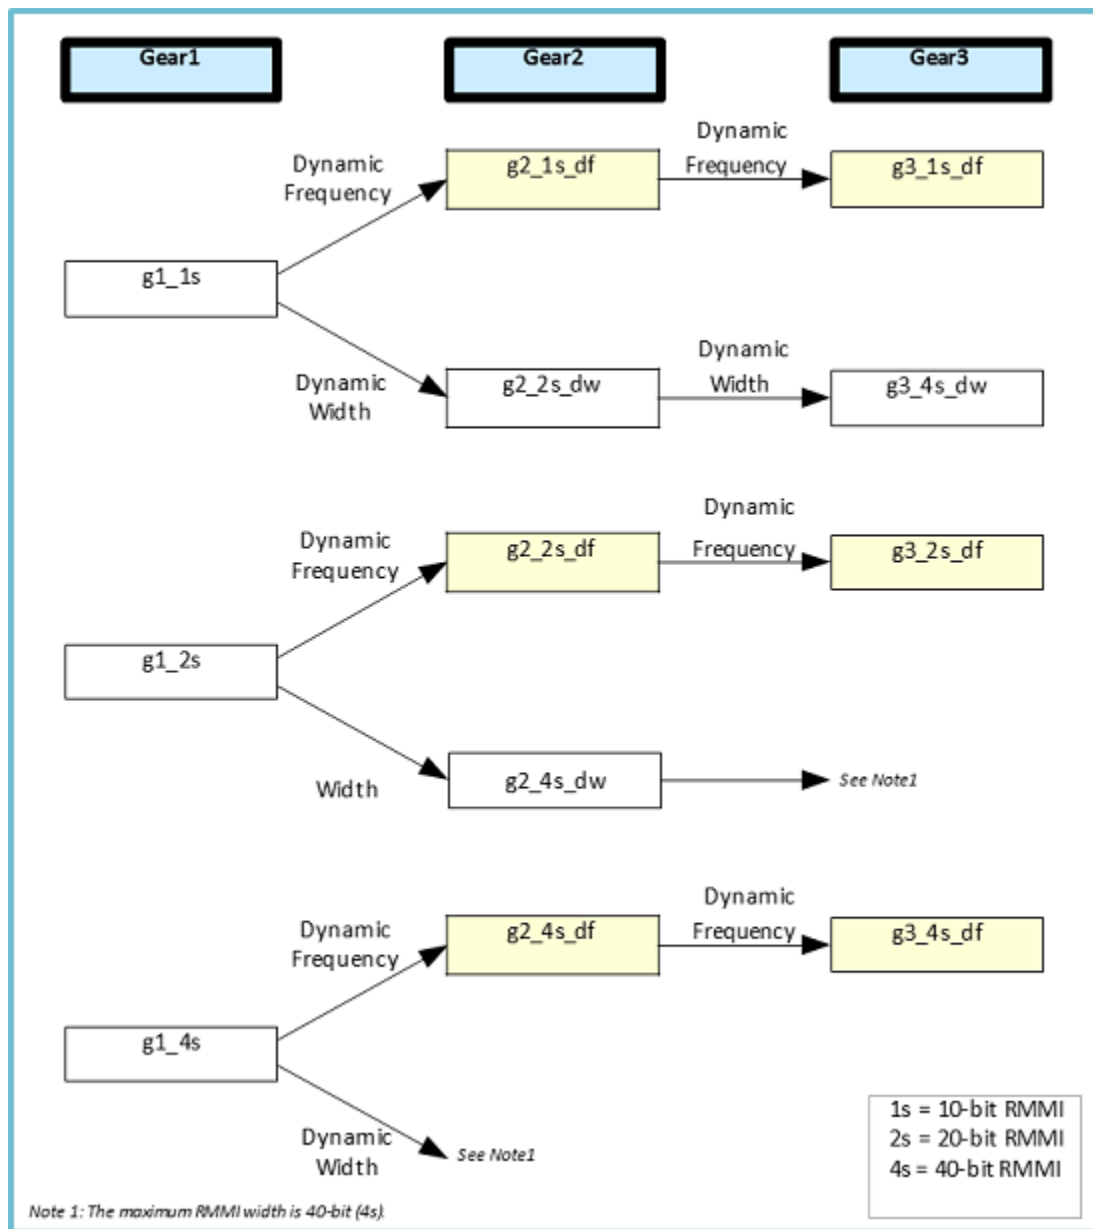 Gear1
Gear2
Gear3
Dynamic
Frequency
g2_1s_df
Dynamic
Frequency
g3_1s_df
g1_1s
Dynamic
Width
g2_2s_dw
Dynamic
Width
g3_4s_dw
Dynamic
Frequency
g2_2s_df
Dynamic
Frequency
g3_2s_df
g1_2s
Width
g2_4s_dw
See Note1
Dynamic
Frequency
g2_4s_df
Dynamic
Frequency
g3_4s_df
g1_4s
Dynamic
Width
See Note1
1s = 10-bit RMMI
2s = 20-bit RMMI
4s = 40-bit RMMI
Note 1: The maximum RMMI width is 40-bit (4s).